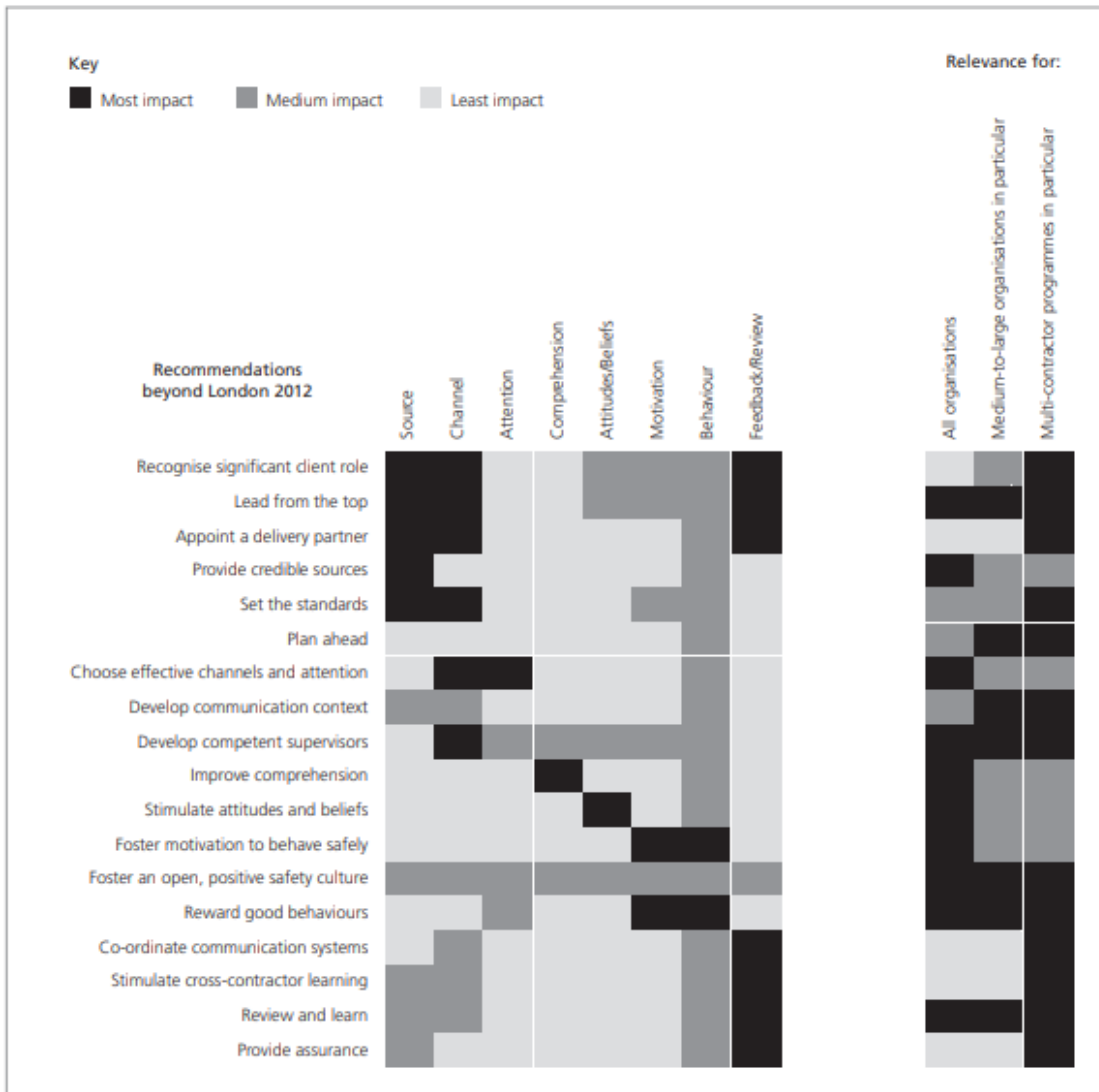 Key
Relevance for:
Most impact
Medium impact
Least impact
Recommendations
beyond London 2012
Source
Channel
Attention
Comprehension
Attitudes/Beliefs
Motivation
Behaviour
Feedback/Review
All organisations
Medium-to-large organisations in particular
Multi-contractor programmes in particular
Recognise significant client role
Lead from the top
Appoint a delivery partner
Provide credible sources
Set the standards
Plan ahead
Choose effective channels and attention
Develop communication context
Develop competent supervisors
Improve comprehension
Stimulate attitudes and beliefs
Foster motivation to behave safely
Foster an open, positive safety culture
Reward good behaviours
Co-ordinate communication systems
Stimulate cross-contractor learning
Review and learn
Provide assurance